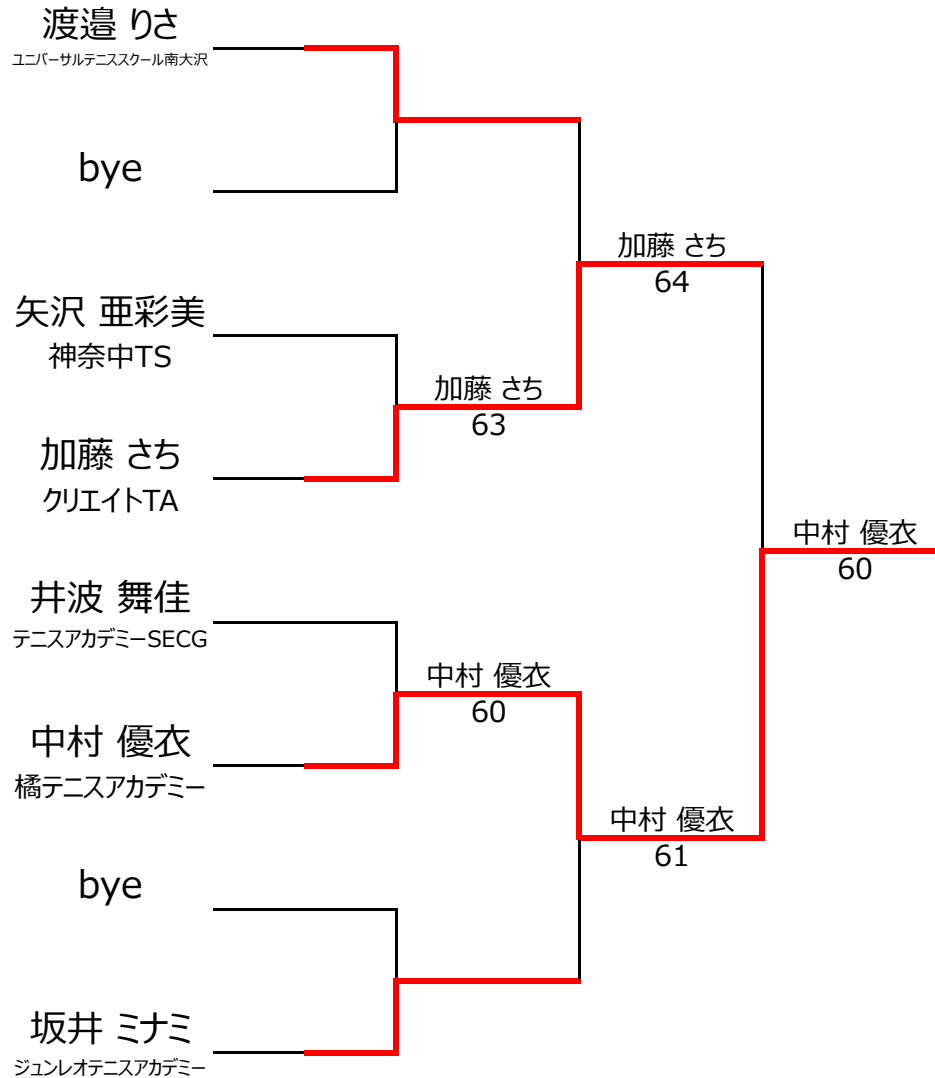 渡邉 りさ
ユニバーサルテニススクール南大沢
bye
加藤 さち
64
矢沢 亜彩美
神奈中TS
加藤 さち
63
加藤 さち
クリエイトTA
中村 優衣
60
井波 舞佳
テニスアカデミーSECG
中村 優衣
60
中村 優衣
橘テニスアカデミー
中村 優衣
61
bye
坂井 ミナミ
ジュンレオテニスアカデミー